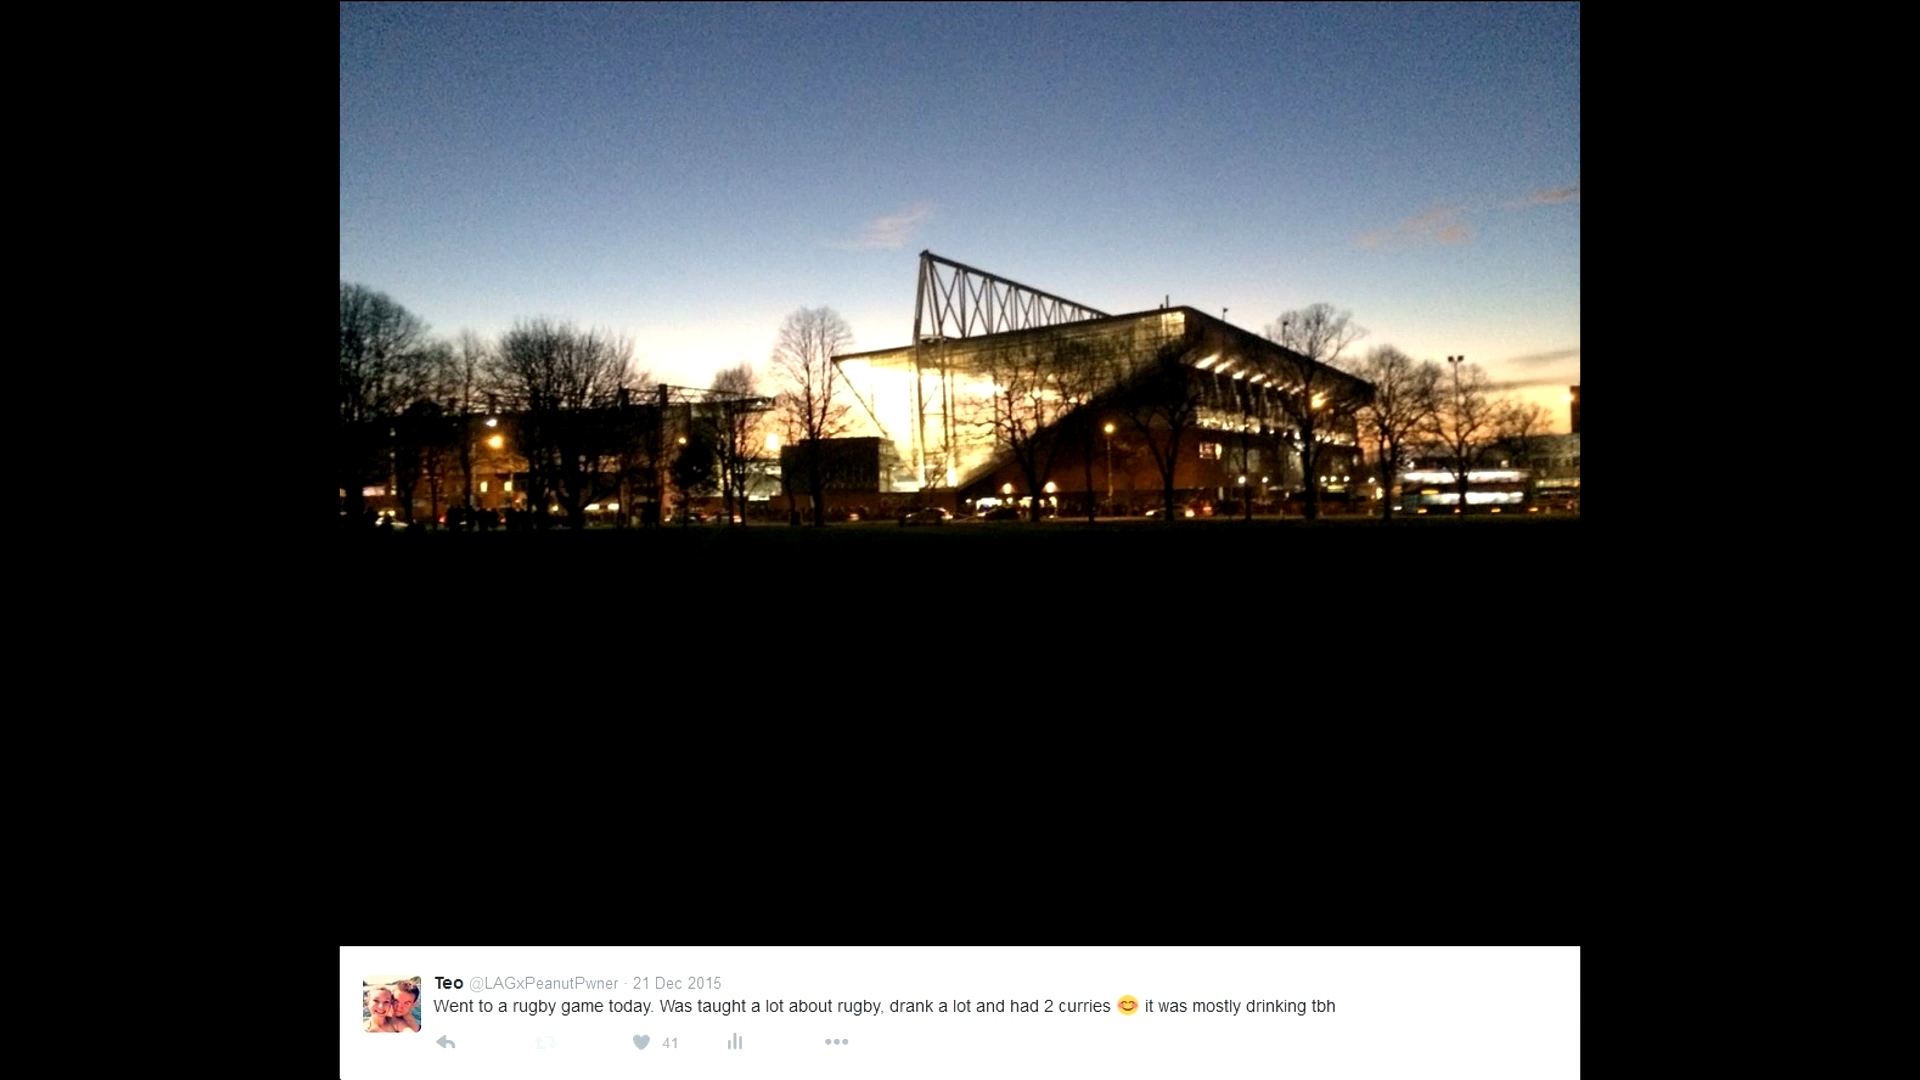 Teo @LAGxPeanutPwner · 21 Dec 2015
Went to a rugby game today. Was taught a lot about rugby, drank a lot and had 2 curries 😊 it was mostly drinking tbh
41